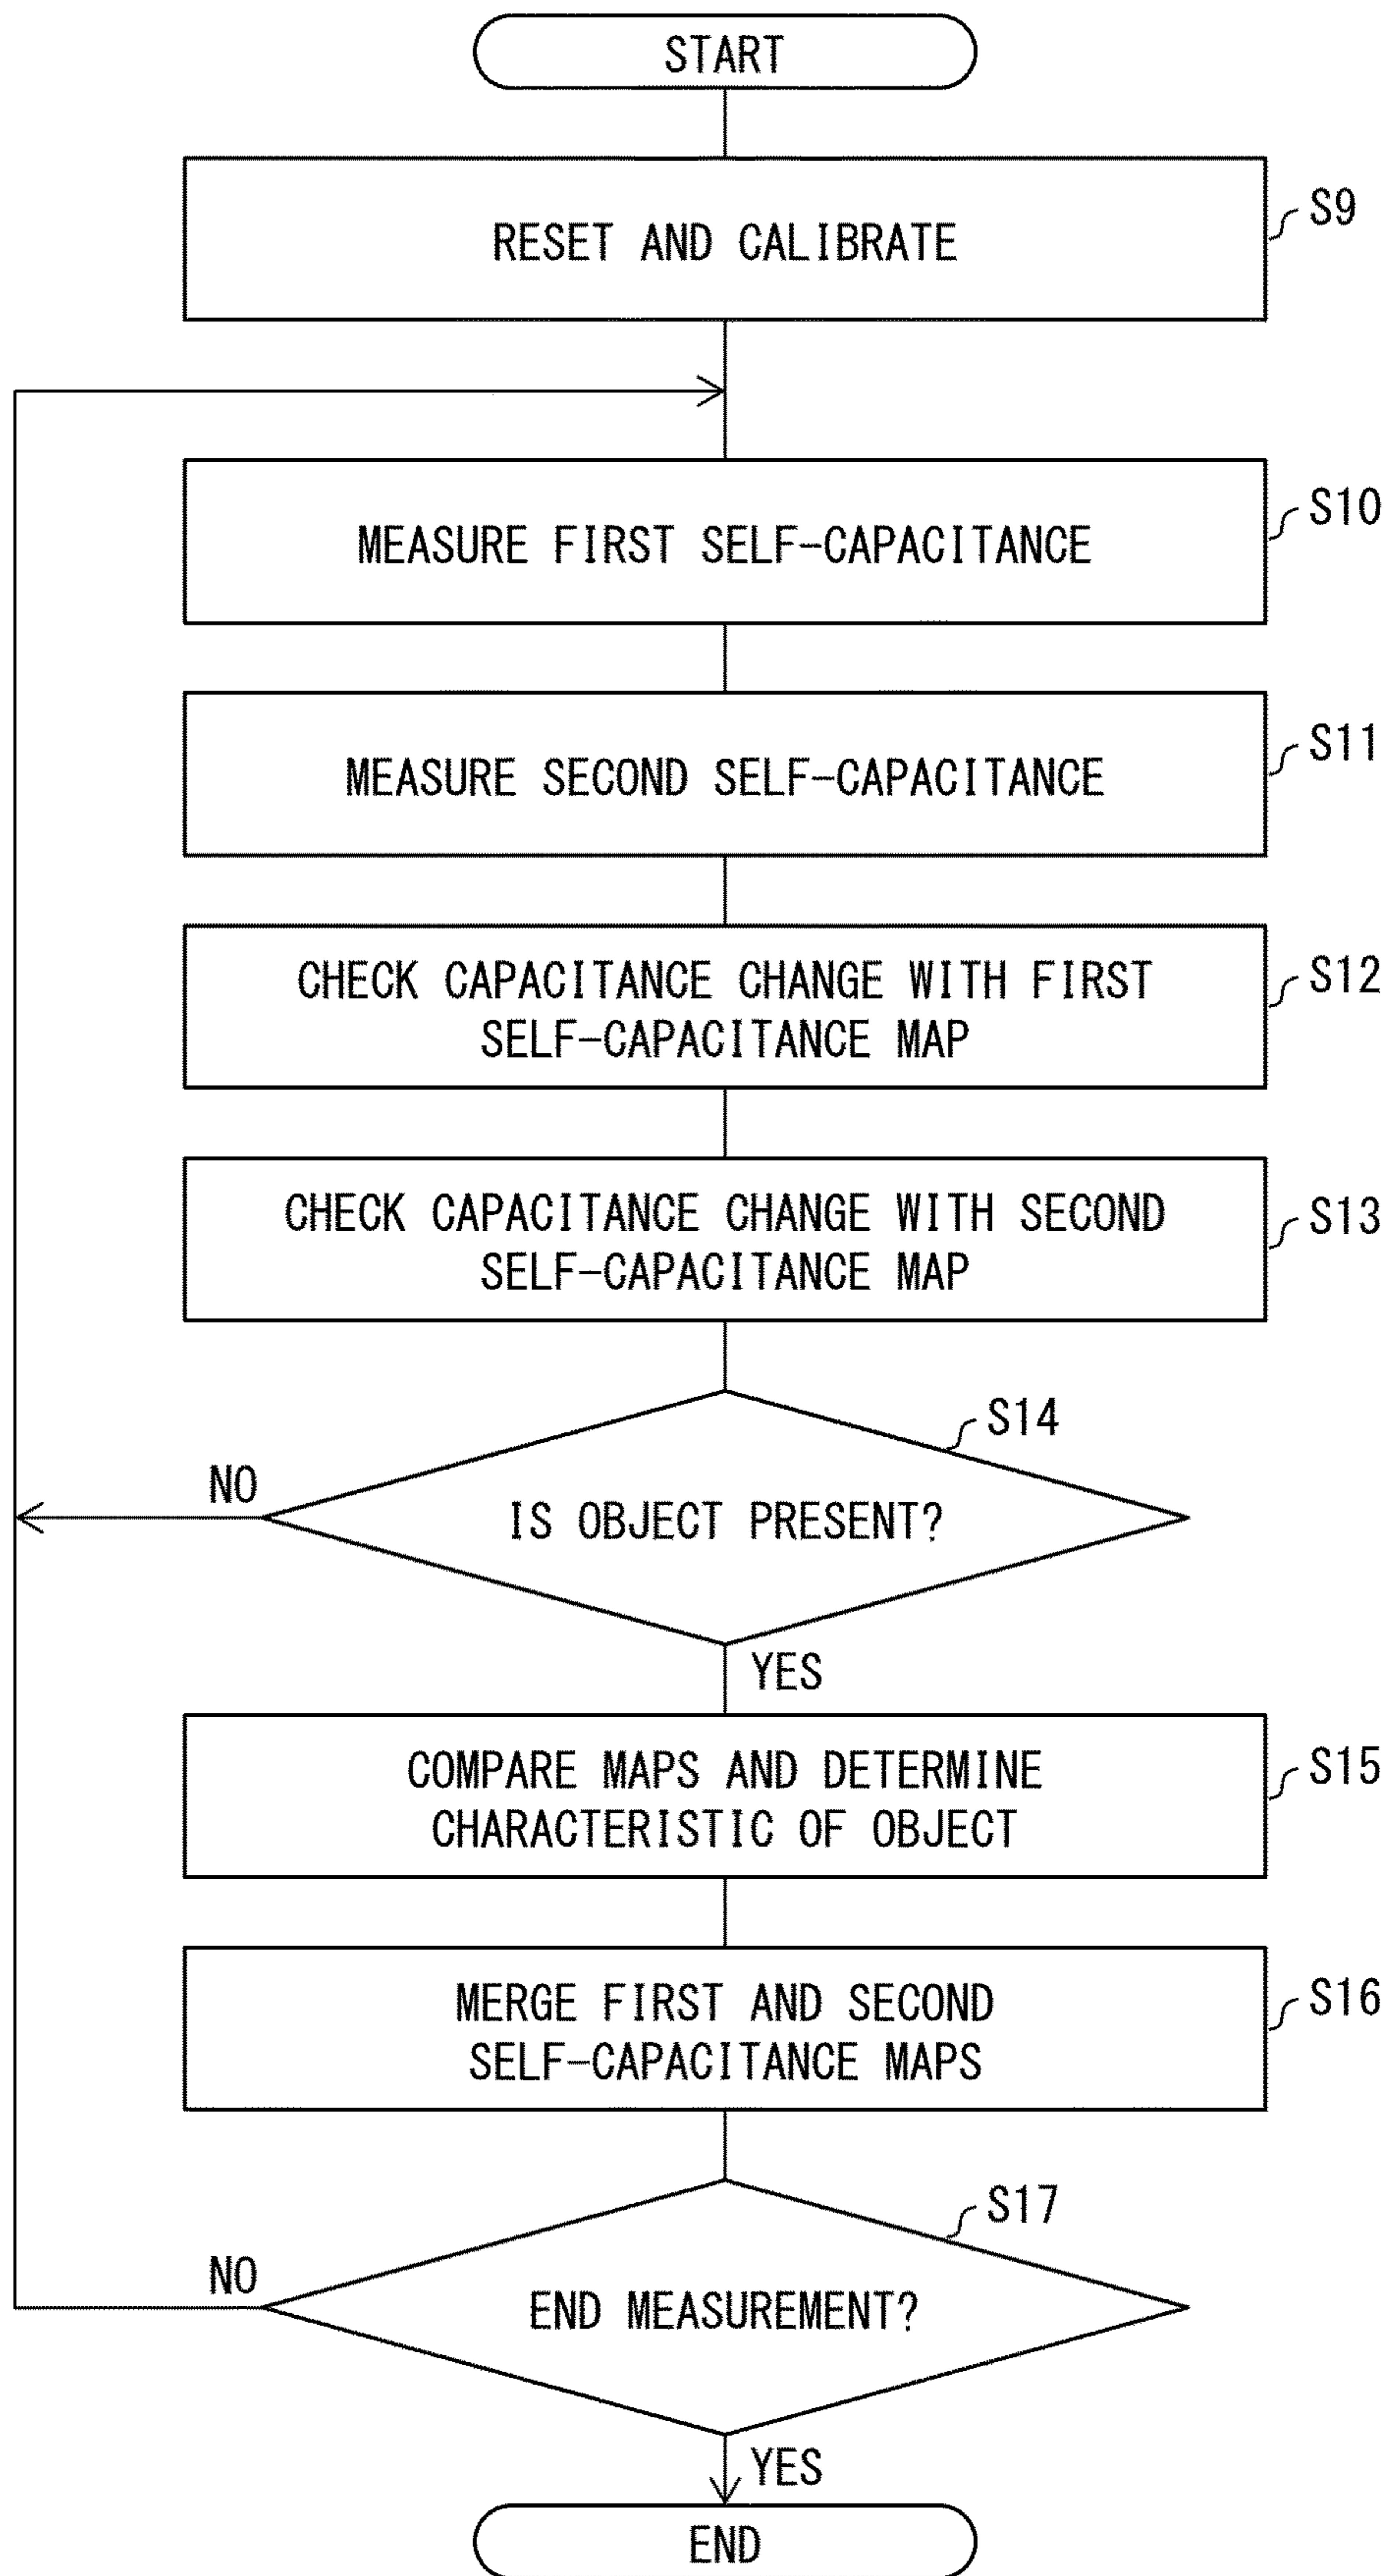 START
RESET AND CALIBRATE
S9
MEASURE FIRST SELF-CAPACITANCE
S10
MEASURE SECOND SELF-CAPACITANCE
S11
CHECK CAPACITANCE CHANGE WITH FIRST
SELF-CAPACITANCE MAP
S12
CHECK CAPACITANCE CHANGE WITH SECOND
SELF-CAPACITANCE MAP
S13
S14
NO
IS OBJECT PRESENT?
YES
COMPARE MAPS AND DETERMINE
CHARACTERISTIC OF OBJECT
S15
MERGE FIRST AND SECOND
SELF-CAPACITANCE MAPS
S16
S17
NO
END MEASUREMENT?
YES
END